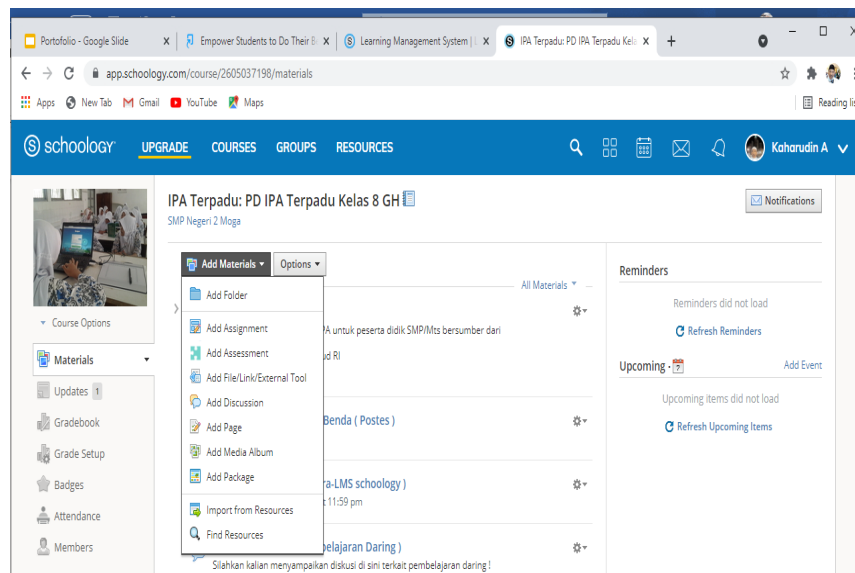 Portofolio - Google Slide
Empower Students to Do Their B
Learning Management System |
IPA Terpadu: PD IPA Terpadu Kela
app.schoology.com/course/2605037198/materials
Apps New Tab Gmail YouTube Maps Reading lis
schoology UPGRADE COURSES GROUPS RESOURCES Kaharudin A
IPA Terpadu: PD IPA Terpadu Kelas 8 GH
Notifications
SMP Negeri 2 Moga
Add Materials Options
All Materials
Add Folder
Add Assignment
PA untuk peserta didik SMP/Mts bersumber dari
Add Assessment
ud RI
Add File/Link/External Tool
Add Discussion
Benda ( Postes )
Add Page
Add Media Album
Add Package
ra-LMS schoology )
t 11:59 pm
Import from Resources
Find Resources
belajaran Daring )
Silahkan kalian menyampaikan diskusi di sini terkait pembelajaran daring !
Course Options
Materials
Updates 1
Gradebook
Grade Setup
Badges
Attendance
Members
Reminders
Reminders did not load
Refresh Reminders
Upcoming · 7 Add Event
Upcoming items did not load
Refresh Upcoming Items